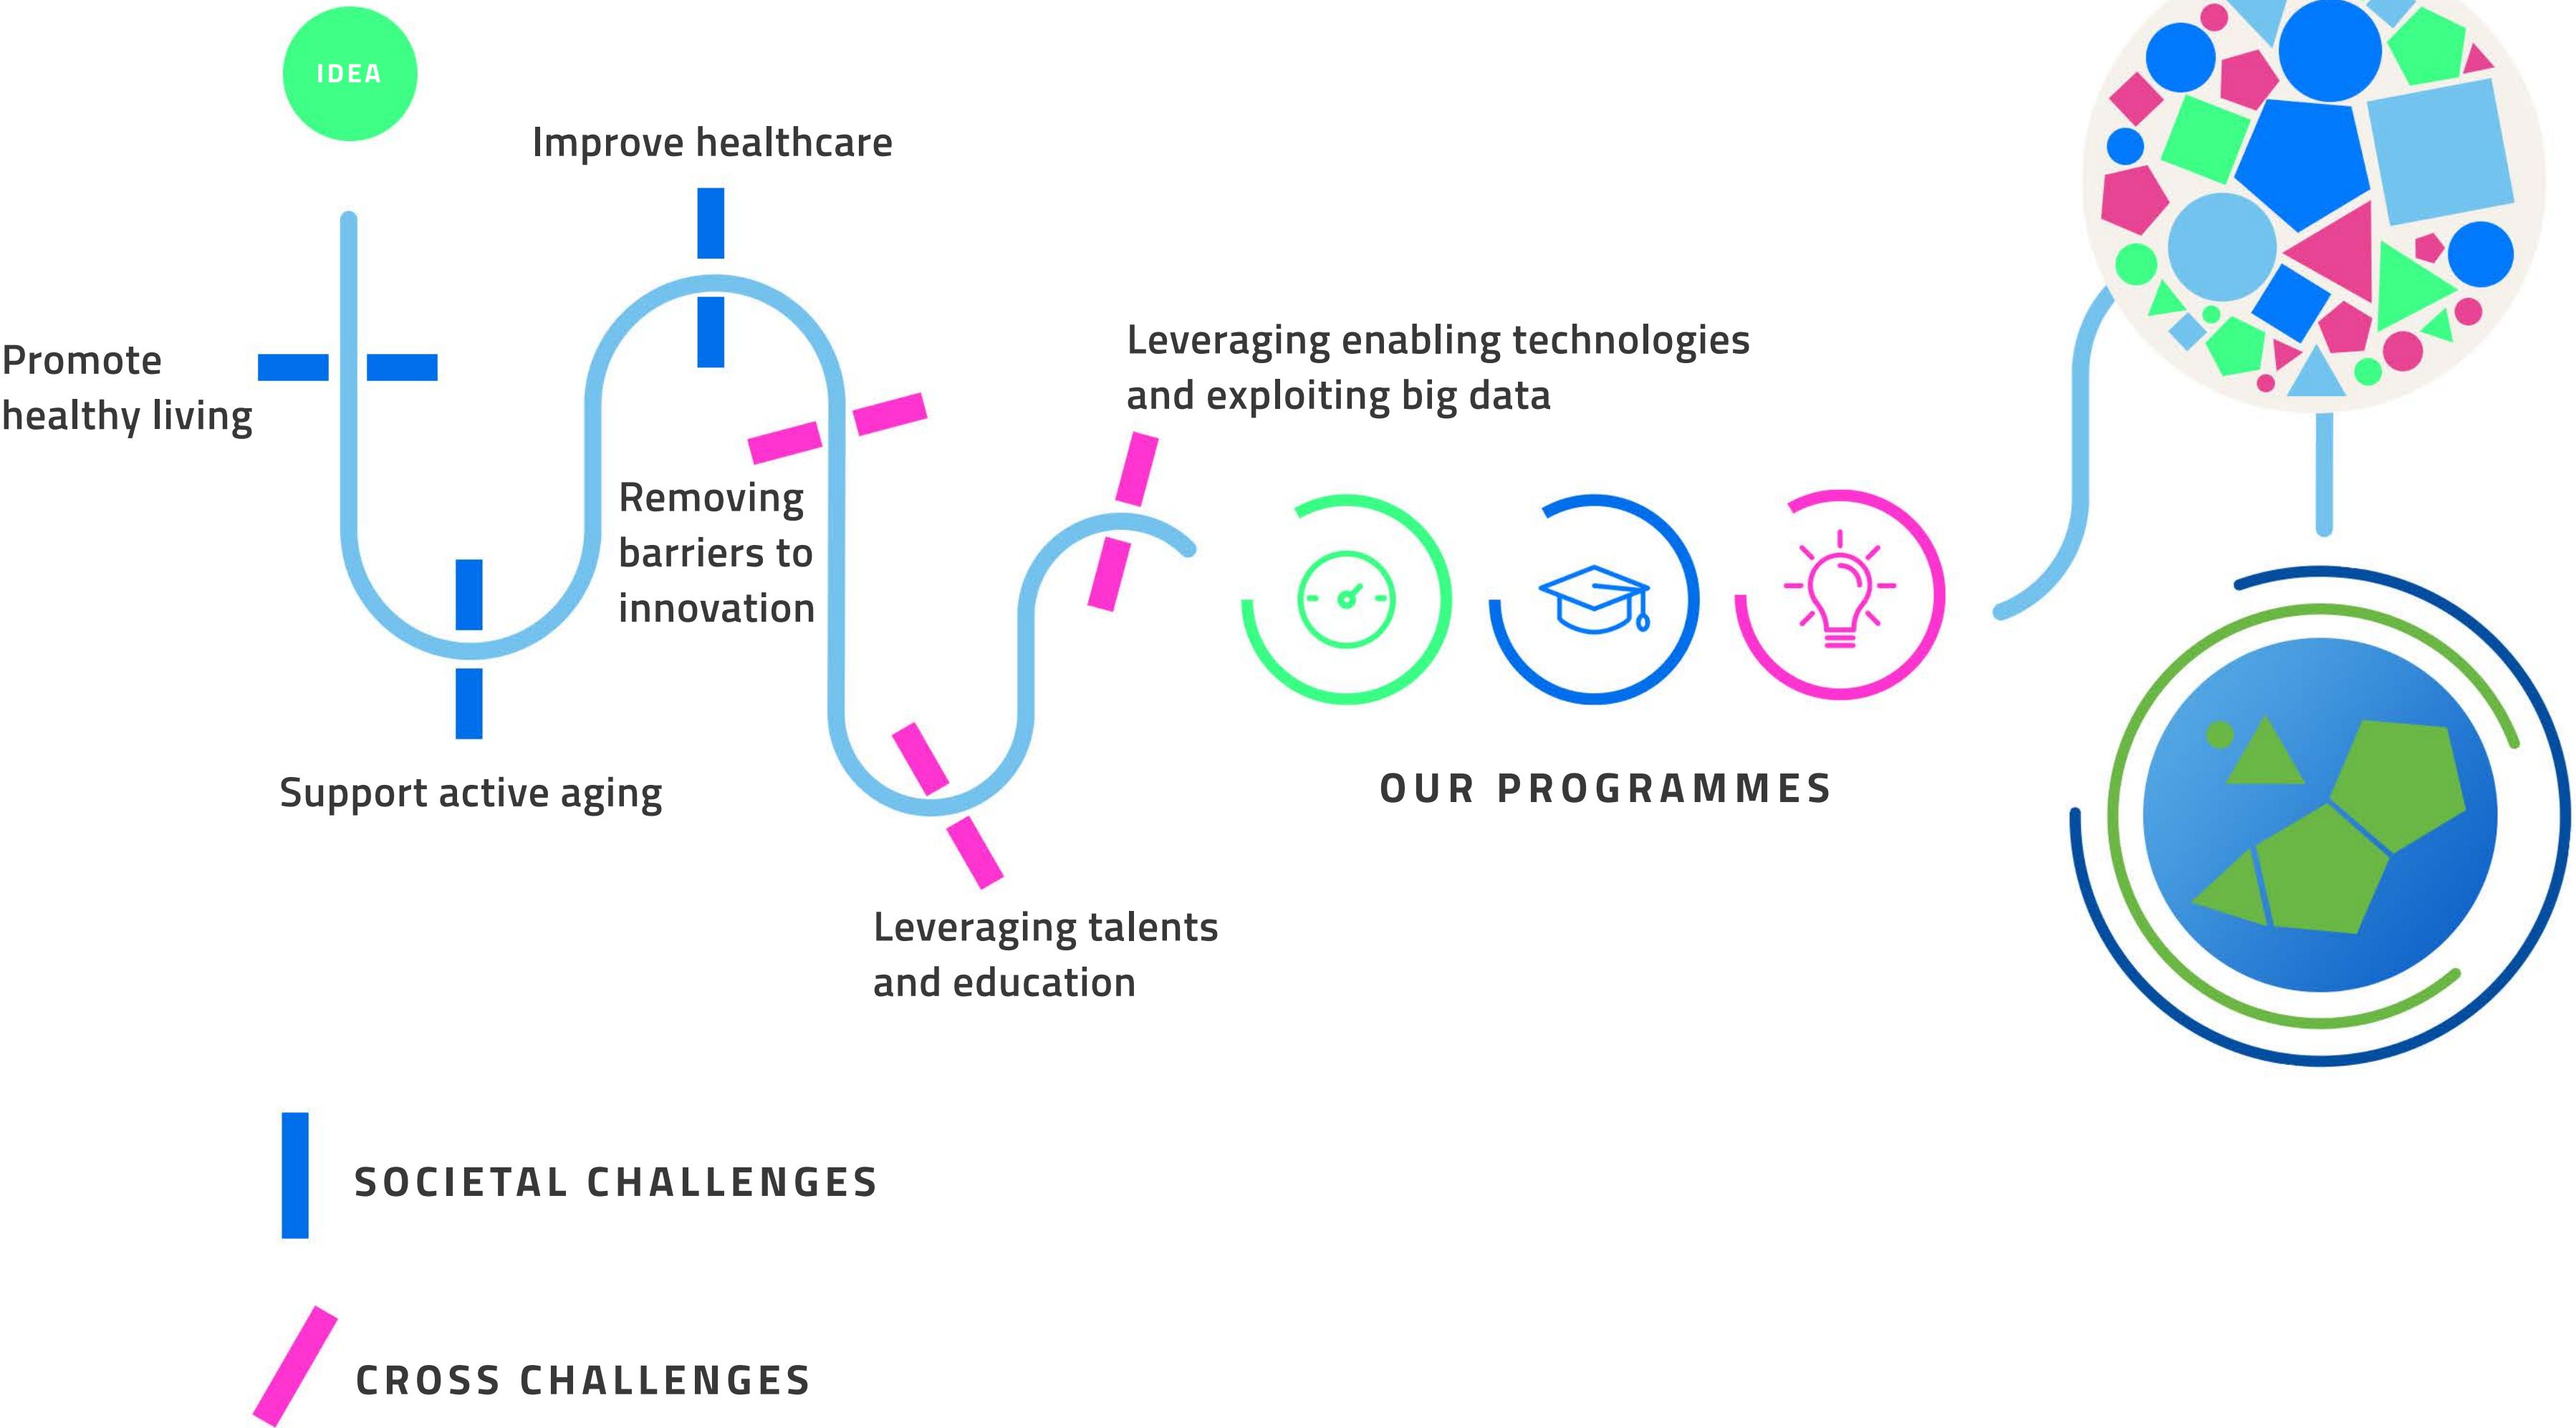 IDEA
Improve healthcare
Promote
healthy living
Leveraging enabling technologies
and exploiting big data
Removing
barriers to
innovation
Support active aging
OUR PROGRAMMES
Leveraging talents
and education
SOCIETAL CHALLENGES
CROSS CHALLENGES